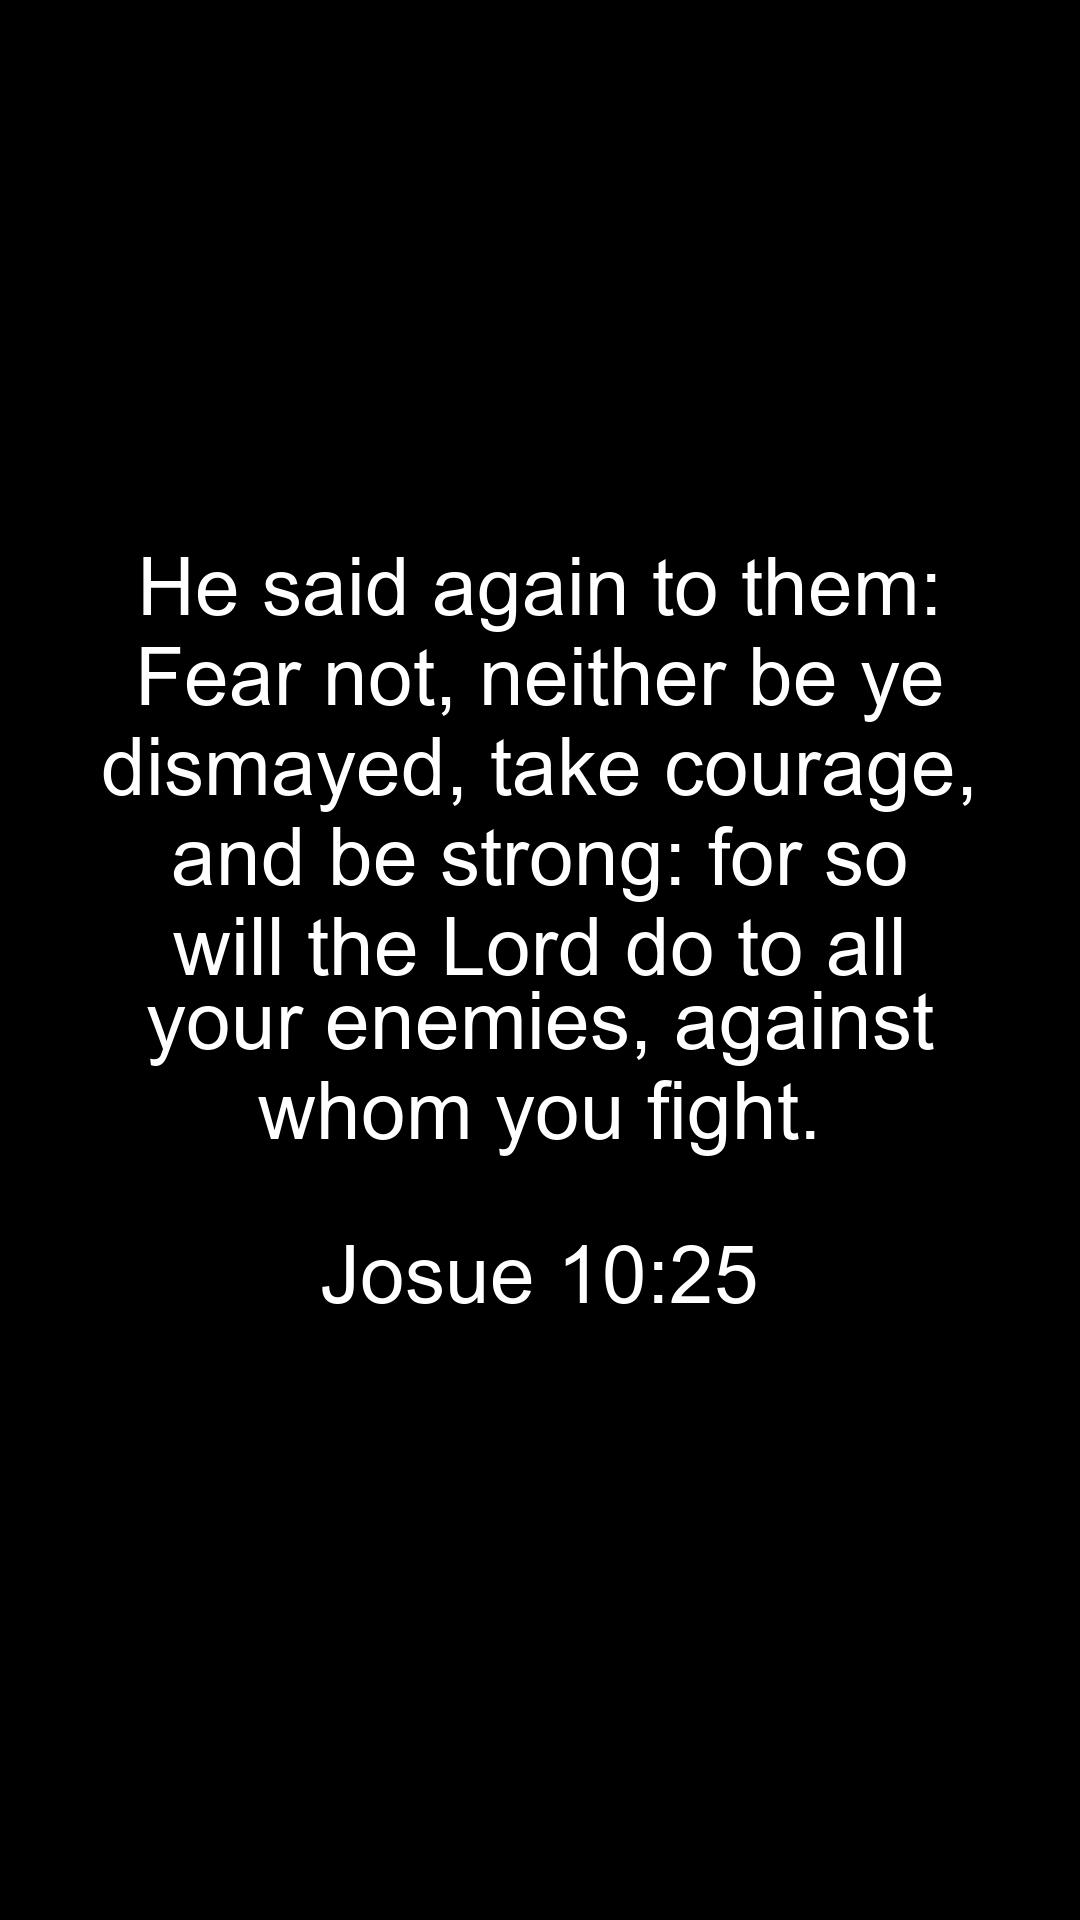 He said again to them:
Fear not, neither be ye
dismayed, take courage,
and be strong: for so
will the Lord do to all
your enemies, against
whom you fight.
Josue 10:25